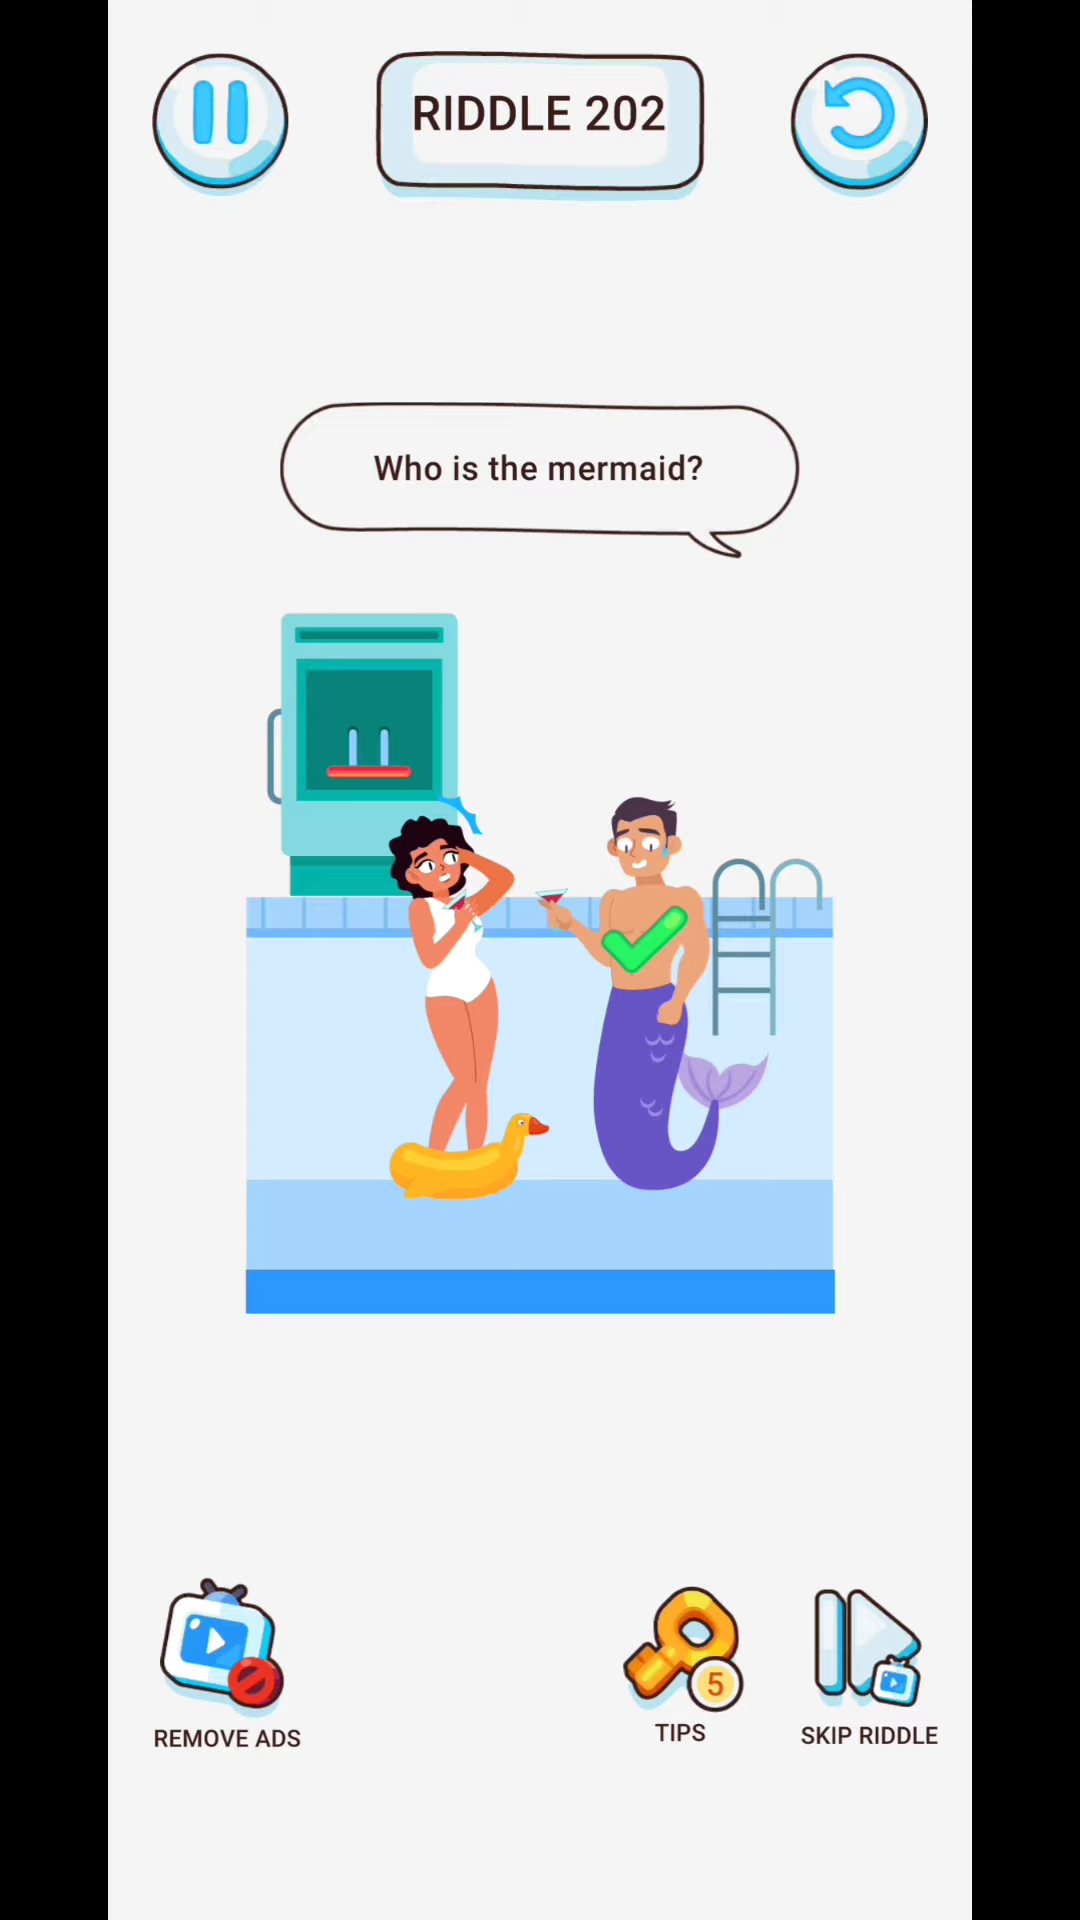 RIDDLE 202
Who is the mermaid?
5
REMOVE ADS
TIPS
SKIP RIDDLE